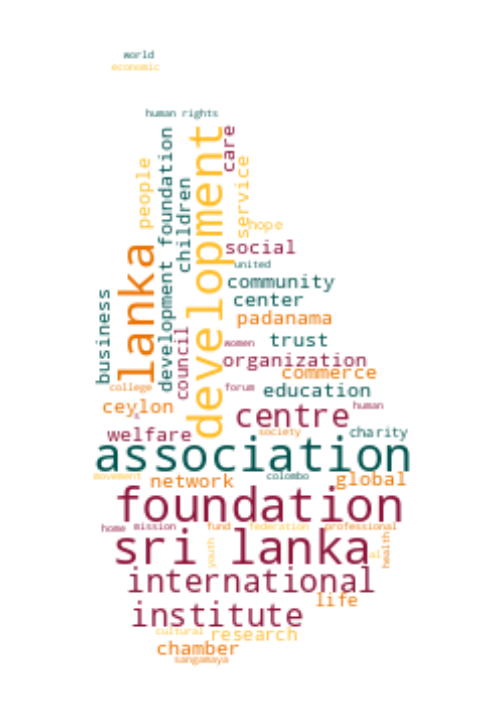 world
economic
human rights
care
people
development foundation
development
children
service
hope
lanka
social
united
community
business
center
padanama
council
women
trust
organization
commerce
college
forum
education
ceylon
human
centre
welfare
society
charity
association
movement
network
colombo
global
foundation
home
mission
fund
federation
professional
sri lanka
youth
health
al
international
life
institute
cultural
research
chamber
sangamaya